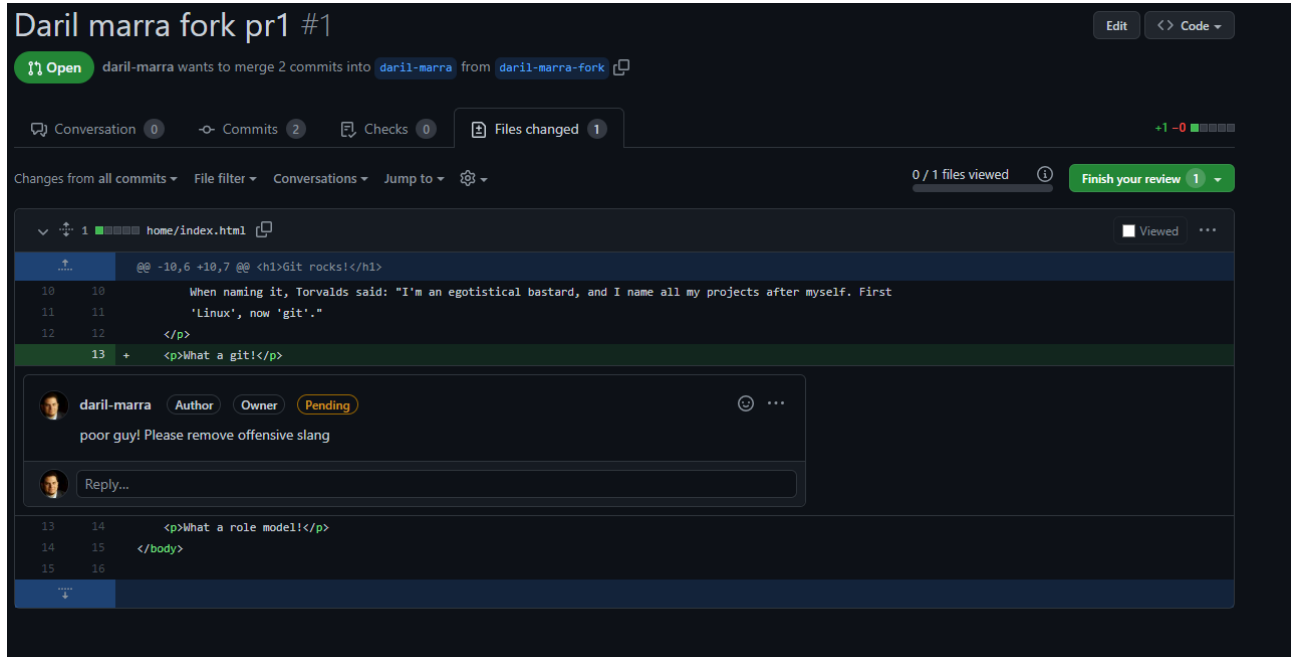 Daril marra fork pr1 #1
Edit
<> Code
Open daril-marra wants to merge 2 commits into daril-marra from daril-marra-fork
Conversation 0 Commits 2 Checks 0 Files changed 1
+1 −0
Changes from all commits File filter Conversations Jump to
0 / 1 files viewed
Finish your review 1
1 home/index.html
Viewed
@@ -10,6 +10,7 @@ <h1>Git rocks!</h1>
10 10 When naming it, Torvalds said: "I'm an egotistical bastard, and I name all my projects after myself. First
11 11 'Linux', now 'git'."
12 12 </p>
13 + <p>What a git!</p>
daril-marra Author Owner Pending
poor guy! Please remove offensive slang
Reply...
13 14 <p>What a role model!</p>
14 15 </body>
15 16